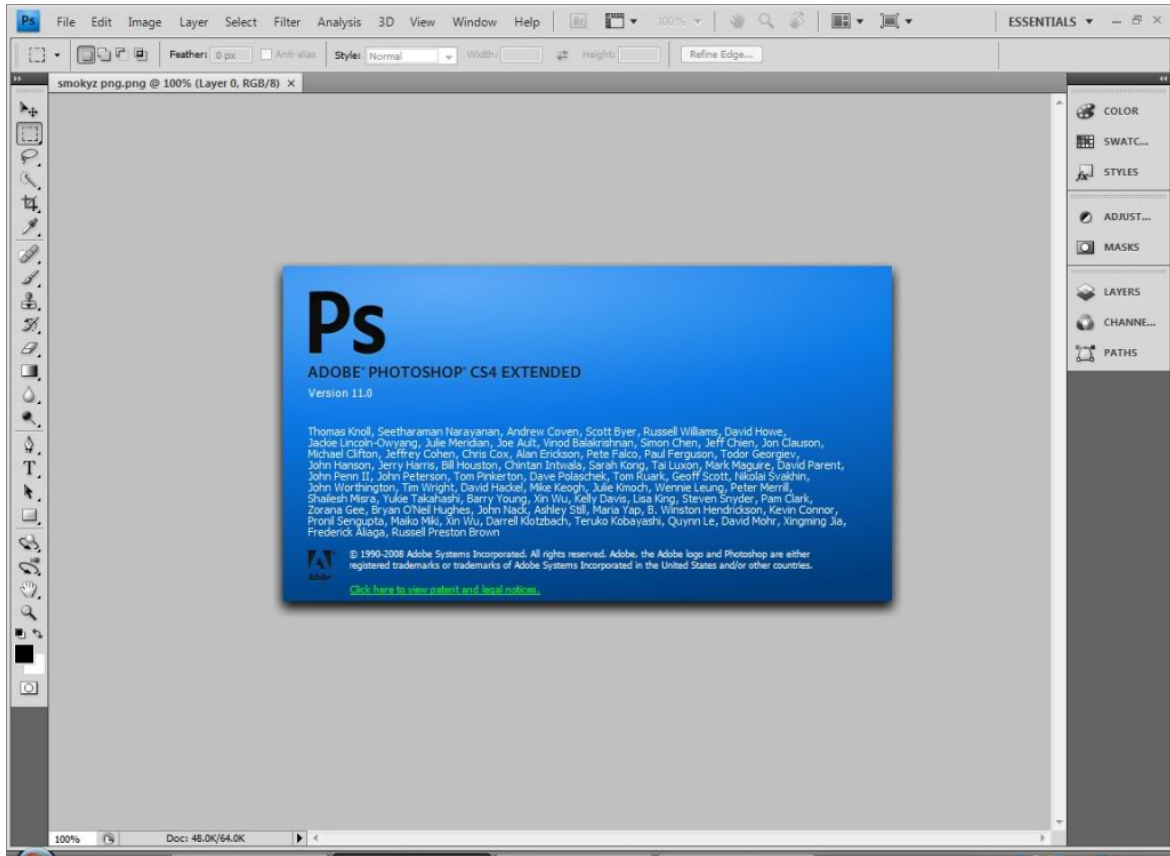 Ps File Edit Image Layer Select Filter Analysis 3D View Window Help Br 100% ESSENTIALS
Feather: 0 px Anti-alias Style: Normal Width: Height: Refine Edge...
smokyz png.png @ 100% (Layer 0, RGB/8)
COLOR
SWATC...
STYLES
ADJUST...
MASKS
LAYERS
CHANNE...
PATHS
Ps
ADOBE® PHOTOSHOP® CS4 EXTENDED
Version 11.0
Thomas Knoll, Seetharaman Narayanan, Andrew Coven, Scott Byer, Russell Williams, David Howe,
Jackie Lincoln-Owyang, Julie Meridian, Joe Ault, Vinod Balakrishnan, Simon Chen, Jeff Chien, Jon Clauson,
Michael Clifton, Jeffrey Cohen, Chris Cox, Alan Erickson, Pete Falco, Paul Ferguson, Todor Georgiev,
John Hanson, Jerry Harris, Bill Houston, Chintan Intwala, Sarah Kong, Tai Luxon, Mark Maguire, David Parent,
John Penn II, John Peterson, Tom Pinkerton, Dave Polaschek, Tom Ruark, Geoff Scott, Nikolai Svakhin,
John Worthington, Tim Wright, David Hackel, Mike Keogh, Julie Kmoch, Wennie Leung, Peter Merrill,
Shailesh Misra, Yukie Takahashi, Barry Young, Xin Wu, Kelly Davis, Lisa King, Steven Snyder, Pam Clark,
Zorana Gee, Bryan O'Neil Hughes, John Nack, Ashley Still, Maria Yap, B. Winston Hendrickson, Kevin Connor,
Pronil Sengupta, Maiko Miki, Xin Wu, Darrell Klotzbach, Teruko Kobayashi, Quynn Le, David Mohr, Xingming Jia,
Frederick Aliaga, Russell Preston Brown
© 1990-2008 Adobe Systems Incorporated. All rights reserved. Adobe, the Adobe logo and Photoshop are either
registered trademarks or trademarks of Adobe Systems Incorporated in the United States and/or other countries.
Adobe
Click here to view patent and legal notices.
100% Doc: 48.0K/64.0K